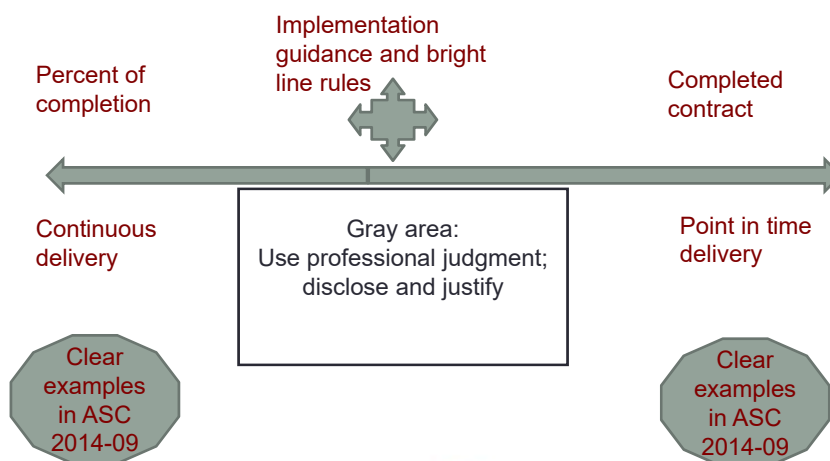 Implementation
guidance and bright
line rules
Percent of
completion
Completed
contract
Continuous
delivery
Gray area:
Use professional judgment;
disclose and justify
Point in time
delivery
Clear
examples
in ASC
2014-09
Clear
examples
in ASC
2014-09